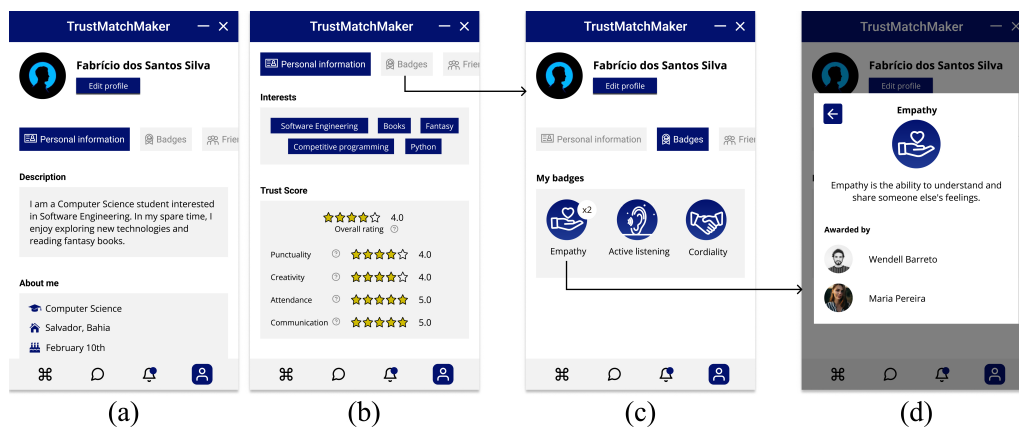 TrustMatchMaker
Fabrício dos Santos Silva
Edit profile
Personal information
Badges
Frie
Description
I am a Computer Science student interested
in Software Engineering. In my spare time, I
enjoy exploring new technologies and
reading fantasy books.
About me
Computer Science
Salvador, Bahia
February 10th
(a)
TrustMatchMaker
Personal information
Badges
Frie
Interests
Software Engineering
Books
Fantasy
Competitive programming
Python
Trust Score
4.0
Overall rating ?
Punctuality ? 4.0
Creativity ? 4.0
Attendance ? 5.0
Communication ? 5.0
(b)
TrustMatchMaker
Fabrício dos Santos Silva
Edit profile
Personal information
Badges
Frie
My badges
x2
Empathy
Active listening
Cordiality
(c)
TrustMatchMaker
Fabrício dos Santos Silva
Edit profile
Empathy
Empathy is the ability to understand and
share someone else's feelings.
Awarded by
Wendell Barreto
Maria Pereira
(d)